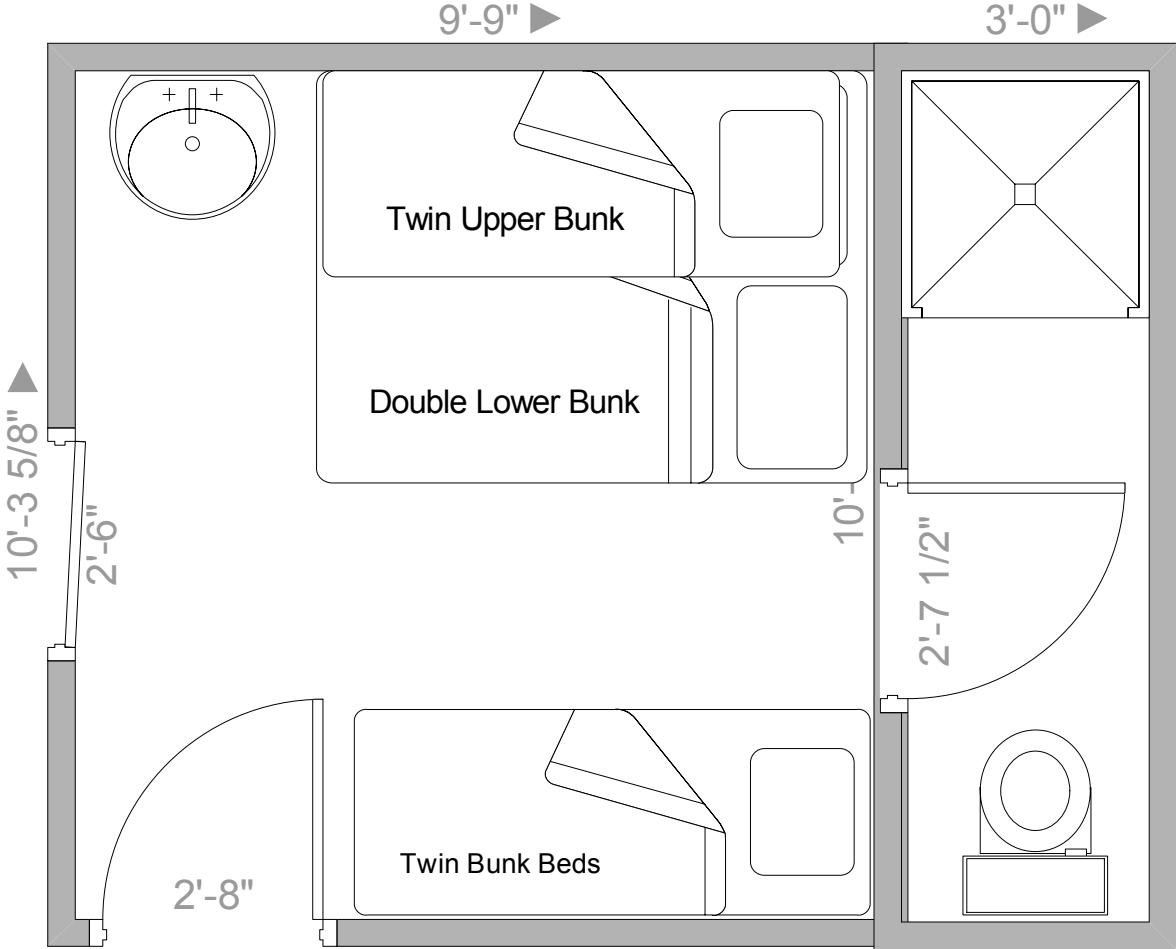 9'-9" ▶
3'-0" ▶
Twin Upper Bunk
Double Lower Bunk
10'-3 5/8" ▶
2'-6"
10'-
2'-7 1/2"
Twin Bunk Beds
2'-8"